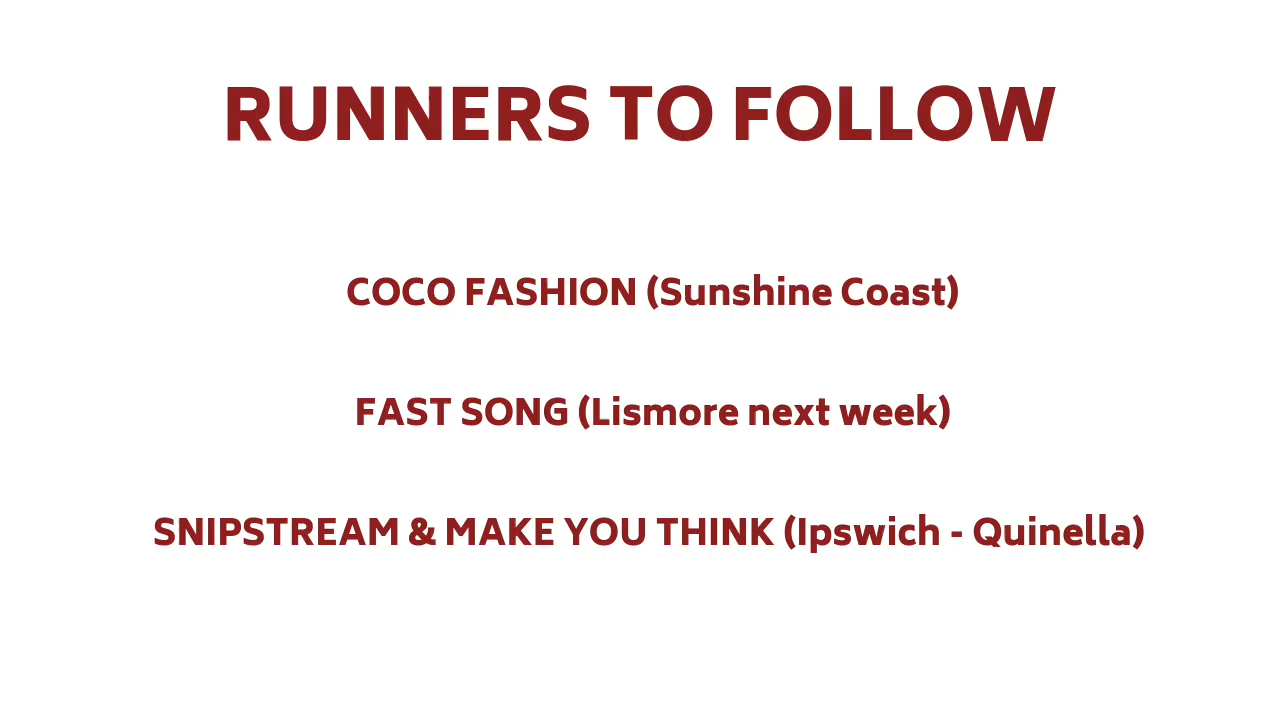 RUNNERS TO FOLLOW
COCO FASHION (Sunshine Coast)
FAST SONG (Lismore next week)
SNIPSTREAM & MAKE YOU THINK (Ipswich - Quinella)